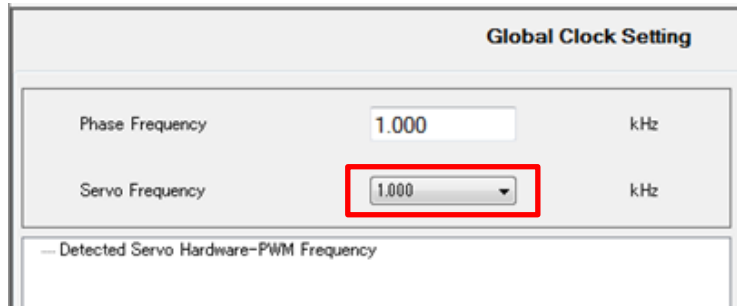 Global Clock Setting
Phase Frequency 1.000 kHz
Servo Frequency 1.000 kHz
Detected Servo Hardware-PWM Frequency